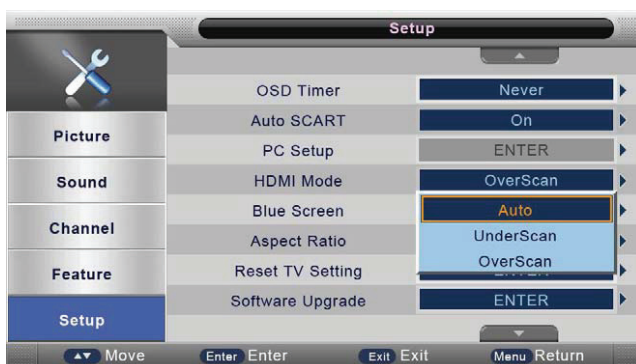 Setup
OSD Timer Never
Auto SCART On
Picture
PC Setup ENTER
Sound
HDMI Mode OverScan
Blue Screen Auto
Channel
Aspect Ratio UnderScan
OverScan
Feature
Reset TV Setting
Software Upgrade ENTER
Setup
Move Enter Enter Exit Exit Menu Return